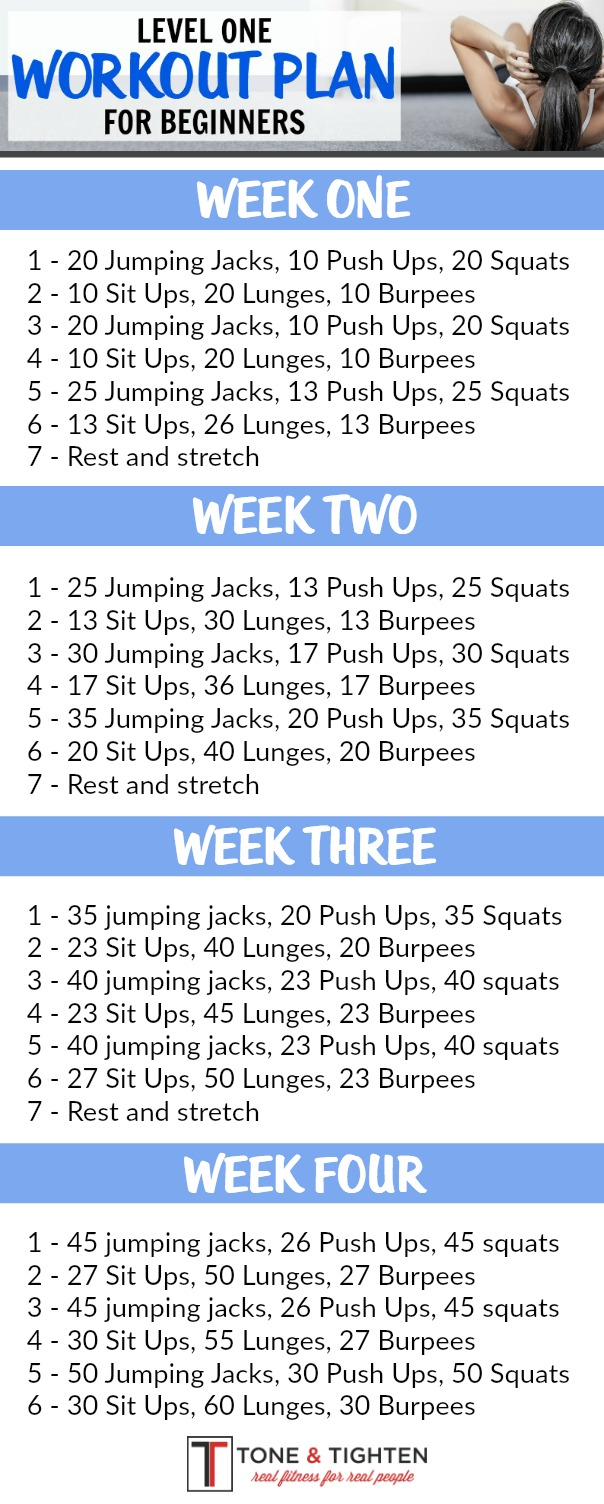 LEVEL ONE
WORKOUT PLAN
FOR BEGINNERS
WEEK ONE
1 - 20 Jumping Jacks, 10 Push Ups, 20 Squats
2 - 10 Sit Ups, 20 Lunges, 10 Burpees
3 - 20 Jumping Jacks, 10 Push Ups, 20 Squats
4 - 10 Sit Ups, 20 Lunges, 10 Burpees
5 - 25 Jumping Jacks, 13 Push Ups, 25 Squats
6 - 13 Sit Ups, 26 Lunges, 13 Burpees
7 - Rest and stretch
WEEK TWO
1 - 25 Jumping Jacks, 13 Push Ups, 25 Squats
2 - 13 Sit Ups, 30 Lunges, 13 Burpees
3 - 30 Jumping Jacks, 17 Push Ups, 30 Squats
4 - 17 Sit Ups, 36 Lunges, 17 Burpees
5 - 35 Jumping Jacks, 20 Push Ups, 35 Squats
6 - 20 Sit Ups, 40 Lunges, 20 Burpees
7 - Rest and stretch
WEEK THREE
1 - 35 jumping jacks, 20 Push Ups, 35 Squats
2 - 23 Sit Ups, 40 Lunges, 20 Burpees
3 - 40 jumping jacks, 23 Push Ups, 40 squats
4 - 23 Sit Ups, 45 Lunges, 23 Burpees
5 - 40 jumping jacks, 23 Push Ups, 40 squats
6 - 27 Sit Ups, 50 Lunges, 23 Burpees
7 - Rest and stretch
WEEK FOUR
1 - 45 jumping jacks, 26 Push Ups, 45 squats
2 - 27 Sit Ups, 50 Lunges, 27 Burpees
3 - 45 jumping jacks, 26 Push Ups, 45 squats
4 - 30 Sit Ups, 55 Lunges, 27 Burpees
5 - 50 Jumping Jacks, 30 Push Ups, 50 Squats
6 - 30 Sit Ups, 60 Lunges, 30 Burpees
TT TONE & TIGHTEN
real fitness for real people